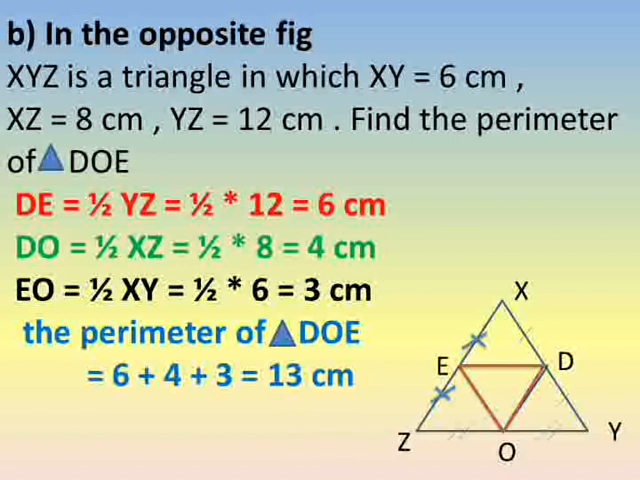 b) In the opposite fig
XYZ is a triangle in which XY = 6 cm ,
XZ = 8 cm , YZ = 12 cm . Find the perimeter
of DOE
DE = ½ YZ = ½ * 12 = 6 cm
DO = ½ XZ = ½ * 8 = 4 cm
EO = ½ XY = ½ * 6 = 3 cm
the perimeter of DOE
= 6 + 4 + 3 = 13 cm
X
E
D
Z
O
Y